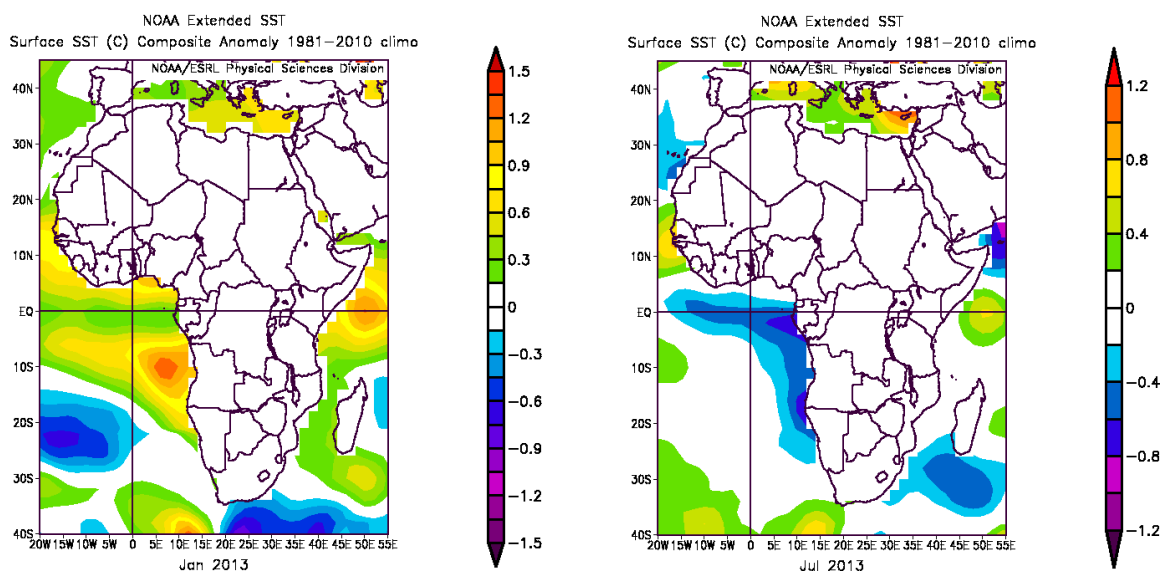 NOAA Extended SST
Surface SST (C) Composite Anomaly 1981-2010 climo
NOAA/ESRL Physical Sciences Division
40N
30N
20N
10N
EQ
10S
20S
30S
40S
20W 15W 10W 5W 0 5E 10E 15E 20E 25E 30E 35E 40E 45E 50E 55E
Jan 2013
1.5
1.2
0.9
0.6
0.3
0
-0.3
-0.6
-0.9
-1.2
-1.5
NOAA Extended SST
Surface SST (C) Composite Anomaly 1981-2010 climo
NOAA/ESRL Physical Sciences Division
40N
30N
20N
10N
EQ
10S
20S
30S
40S
20W 15W 10W 5W 0 5E 10E 15E 20E 25E 30E 35E 40E 45E 50E 55E
Jul 2013
1.2
0.8
0.4
0
-0.4
-0.8
-1.2